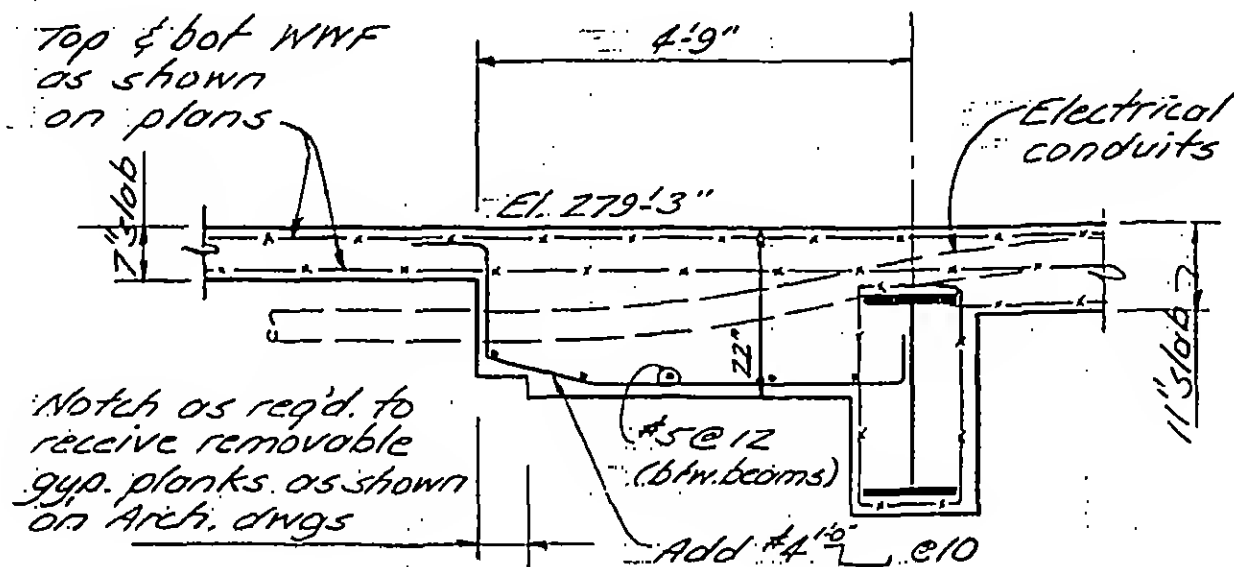 Top & bot WWF
as shown
on plans
4'-9"
Electrical
conduits
7" slab
El. 279'-3"
22"
11" slab
Notch as req'd. to
receive removable
gyp. planks as shown
on Arch. dwgs
#5@12
(btw. beams)
Add #4 1'-0" @10